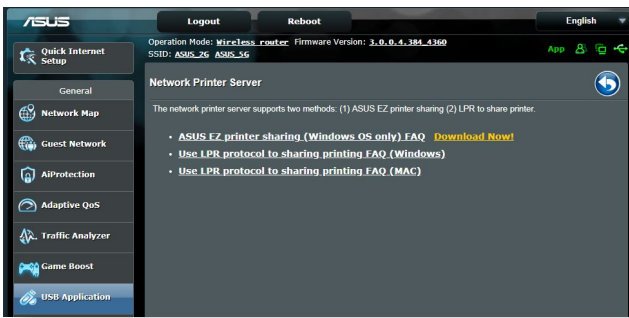 ASUS
Logout
Reboot
English
Quick Internet
Setup
Operation Mode: Wireless router Firmware Version: 3.0.0.4.384_4360
SSID: ASUS_2G ASUS_5G
App
General
Network Map
Guest Network
AiProtection
Adaptive QoS
Traffic Analyzer
Game Boost
USB Application
Network Printer Server
The network printer server supports two methods: (1) ASUS EZ printer sharing (2) LPR to share printer.
ASUS EZ printer sharing (Windows OS only) FAQ Download Now!
Use LPR protocol to sharing printing FAQ (Windows)
Use LPR protocol to sharing printing FAQ (MAC)